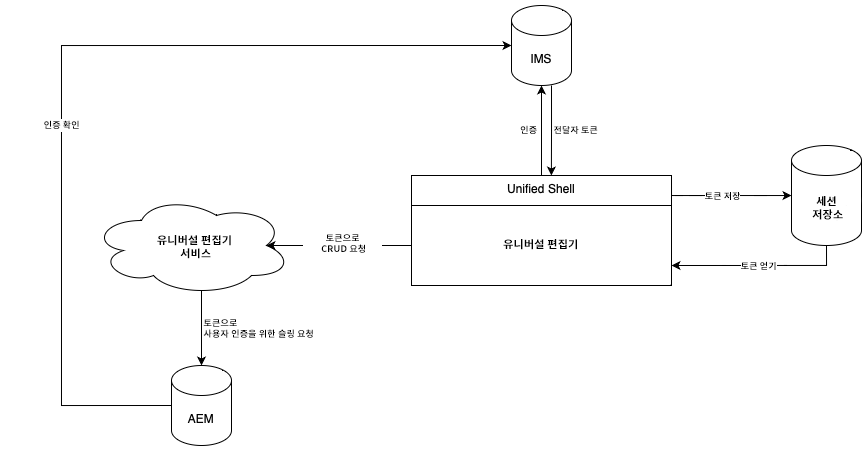 IMS
인증 확인
인증
전달자 토큰
Unified Shell
토큰 저장
세션
저장소
유니버설 편집기
서비스
토큰으로
CRUD 요청
유니버설 편집기
토큰 얻기
토큰으로
사용자 인증을 위한 슬링 요청
AEM